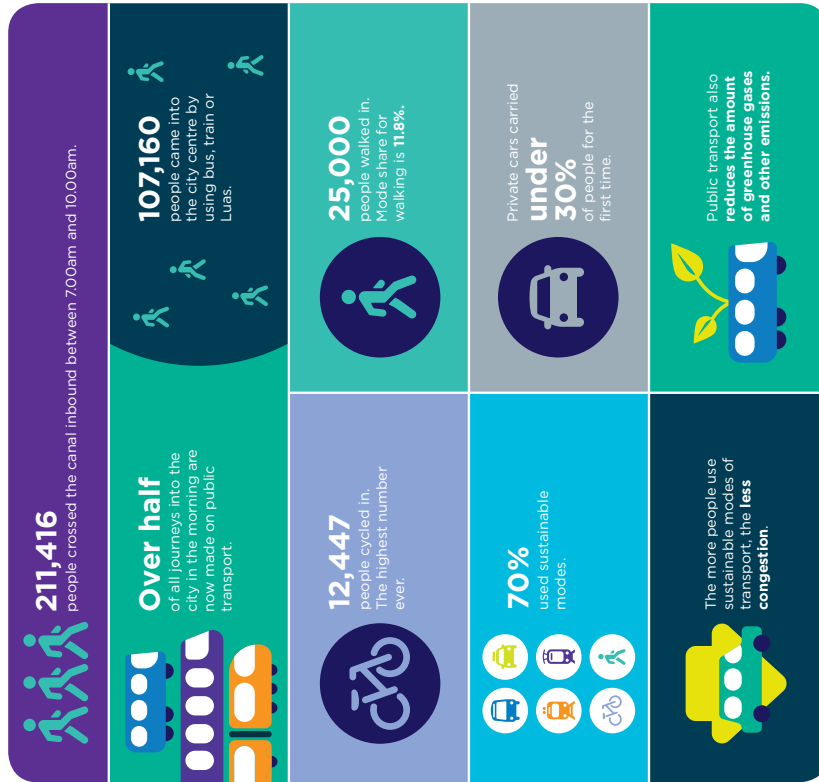 211,416
people crossed the canal inbound between 7.00am and 10.00am.
Over half
of all journeys into the
city in the morning are
now made on public
transport.
107,160
people came into
the city centre by
using bus, train or
Luas.
12,447
people cycled in.
The highest number
ever.
25,000
people walked in.
Mode share for
walking is 11.8%.
70%
used sustainable
modes.
Private cars carried
under
30%
of people for the
first time.
The more people use
sustainable modes of
transport, the less
congestion.
Public transport also
reduces the amount
of greenhouse gases
and other emissions.